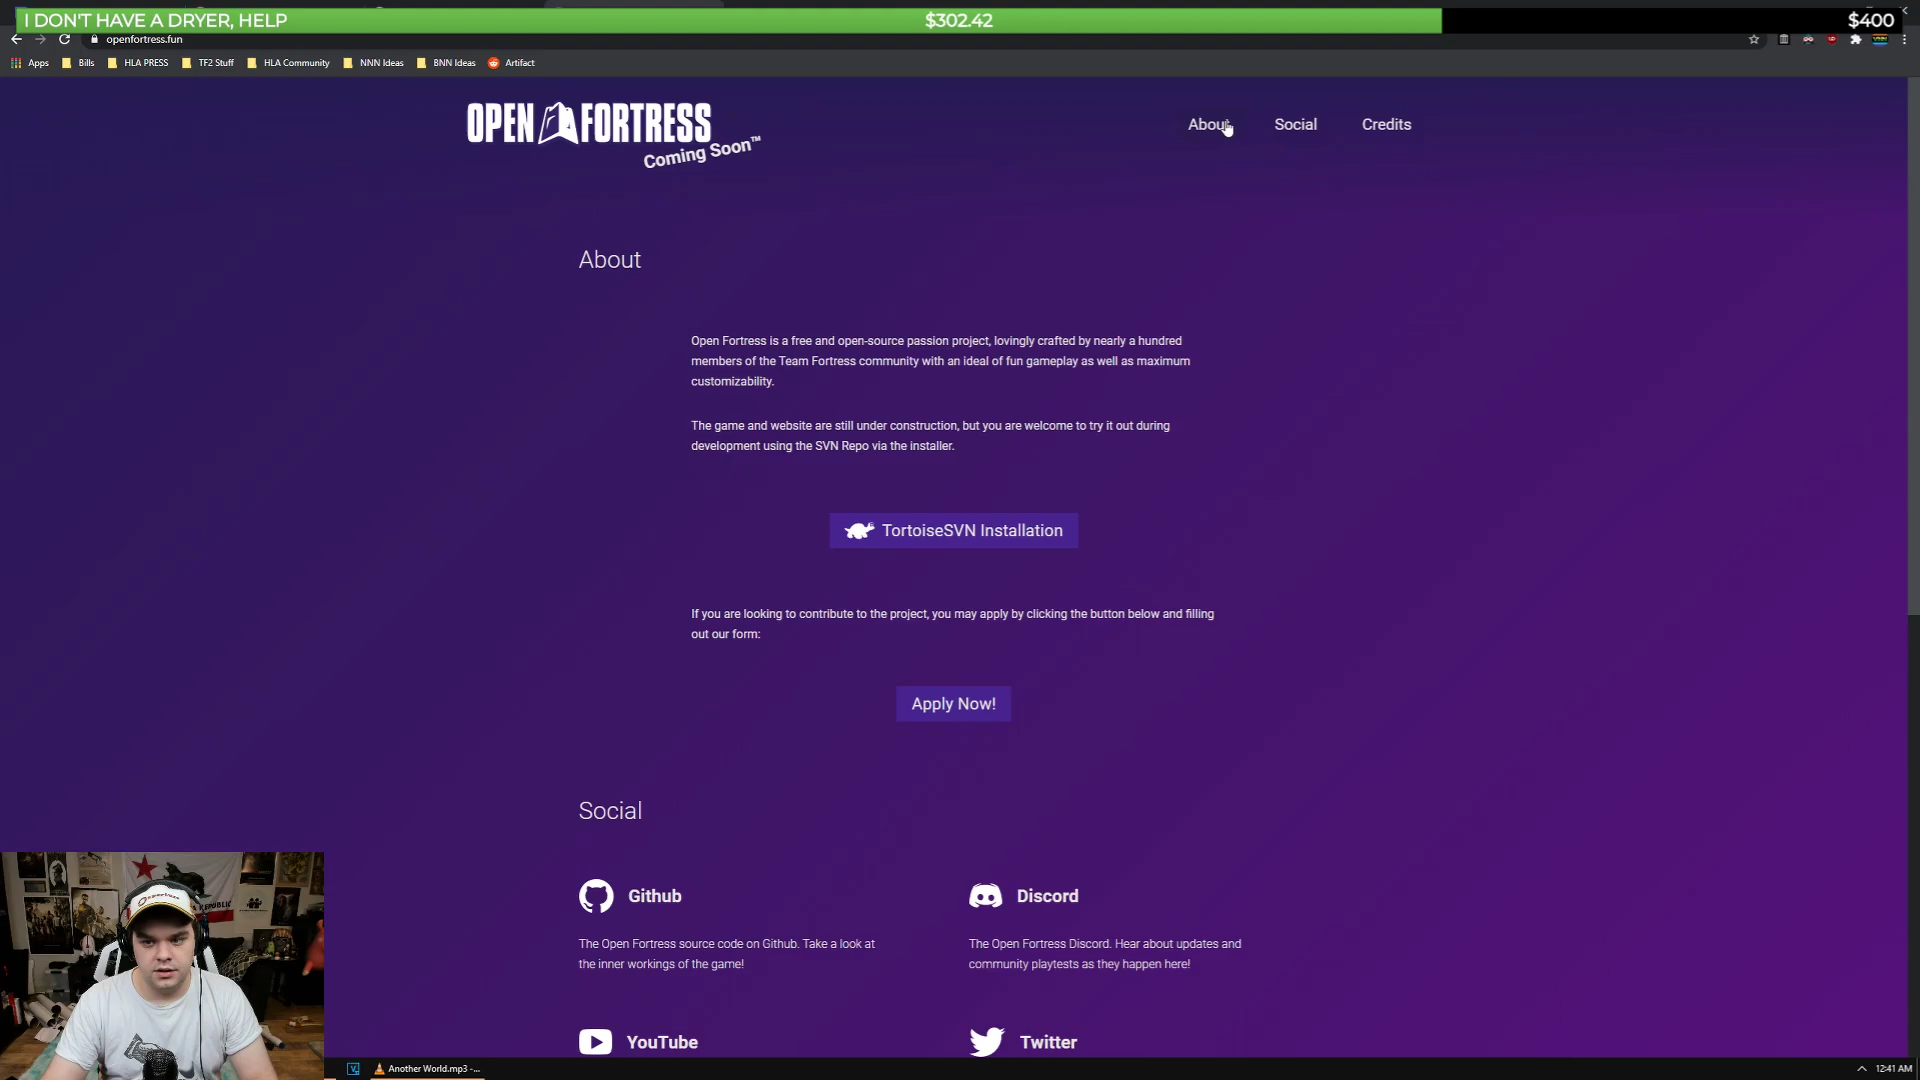 I DON'T HAVE A DRYER, HELP $302.42 $400
openfortress.fun
Apps Bills HLA PRESS TF2 Stuff HLA Community NNN Ideas BNN Ideas Artifact
OPEN FORTRESS
Coming Soon™
About Social Credits
About
Open Fortress is a free and open-source passion project, lovingly crafted by nearly a hundred
members of the Team Fortress community with an ideal of fun gameplay as well as maximum
customizability.
The game and website are still under construction, but you are welcome to try it out during
development using the SVN Repo via the installer.
TortoiseSVN Installation
If you are looking to contribute to the project, you may apply by clicking the button below and filling
out our form:
Apply Now!
Social
Github
The Open Fortress source code on Github. Take a look at
the inner workings of the game!
Discord
The Open Fortress Discord. Hear about updates and
community playtests as they happen here!
YouTube
Twitter
Another World.mp3 -...
12:41 AM